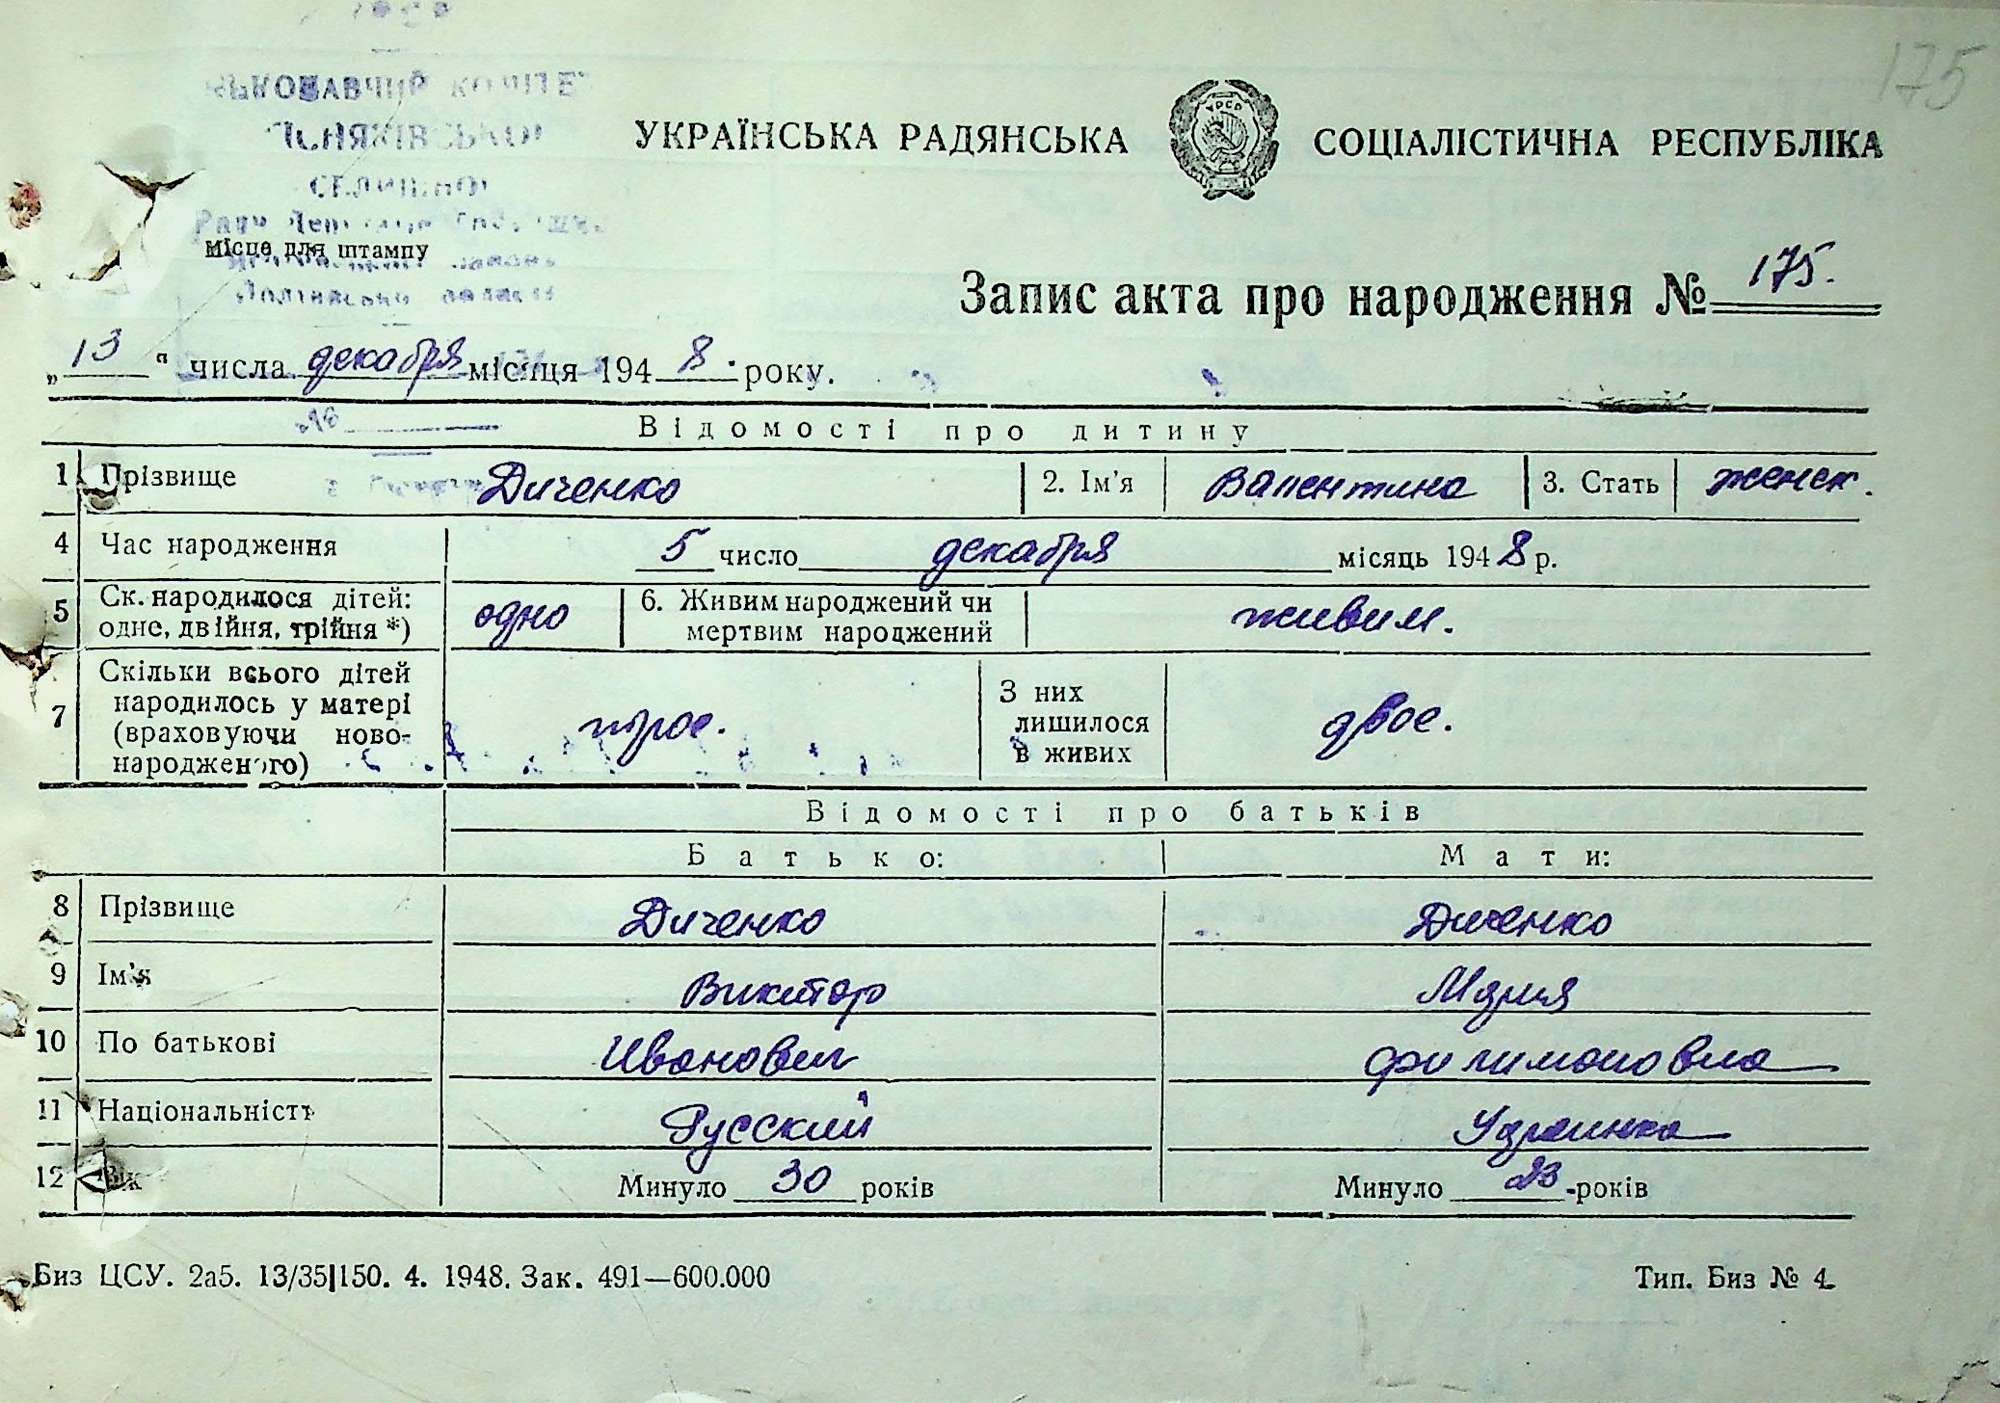 175
УКРАЇНСЬКА РАДЯНСЬКА СОЦІАЛІСТИЧНА РЕСПУБЛІКА
УРСР
Місце для штампу
Запис акта про народження № 175.
„13" числа декабря місяця 1948. року.
Відомості про дитину
1 Прізвище Диченко 2. Ім'я Валентина 3. Стать женск.
4 Час народження 5 число декабря місяць 1948 р.
5 Ск. народилося дітей: одно 6. Живим народжений чи живим.
одне, двійня, трійня *) мертвим народжений
7 Скільки всього дітей народилось у матері (враховуючи ново-народженого) трое. З них лишилося в живих двое.
Відомості про батьків
Батько: Мати:
8 Прізвище Диченко Диченко
9 Ім'я Виктор Мария
10 По батькові Иванович Филимоновна
11 Національність Русский Украинка
12 Вік Минуло 30 років Минуло 23 років
Биз ЦСУ. 2а5. 13/35|150. 4. 1948. Зак. 491—600.000 Тип. Биз № 4